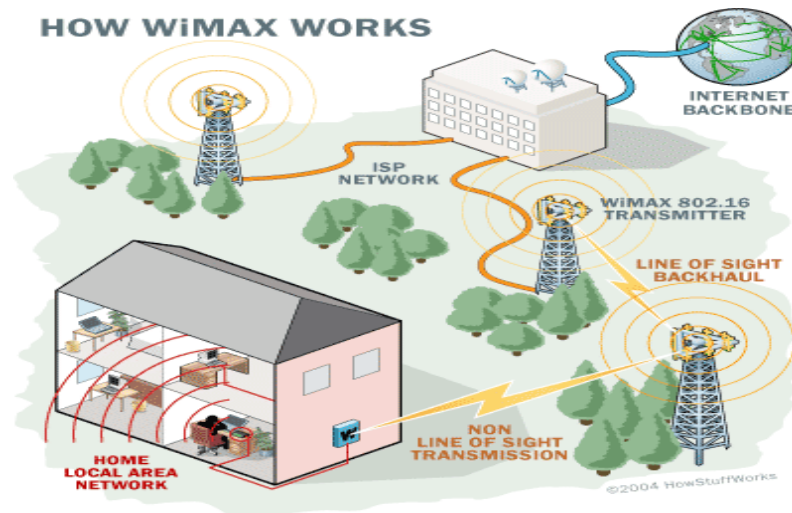 HOW WiMAX WORKS
INTERNET
BACKBONE
ISP
NETWORK
WiMAX 802.16
TRANSMITTER
LINE OF SIGHT
BACKHAUL
NON
LINE OF SIGHT
TRANSMISSION
HOME
LOCAL AREA
NETWORK
©2004 HowStuffWorks